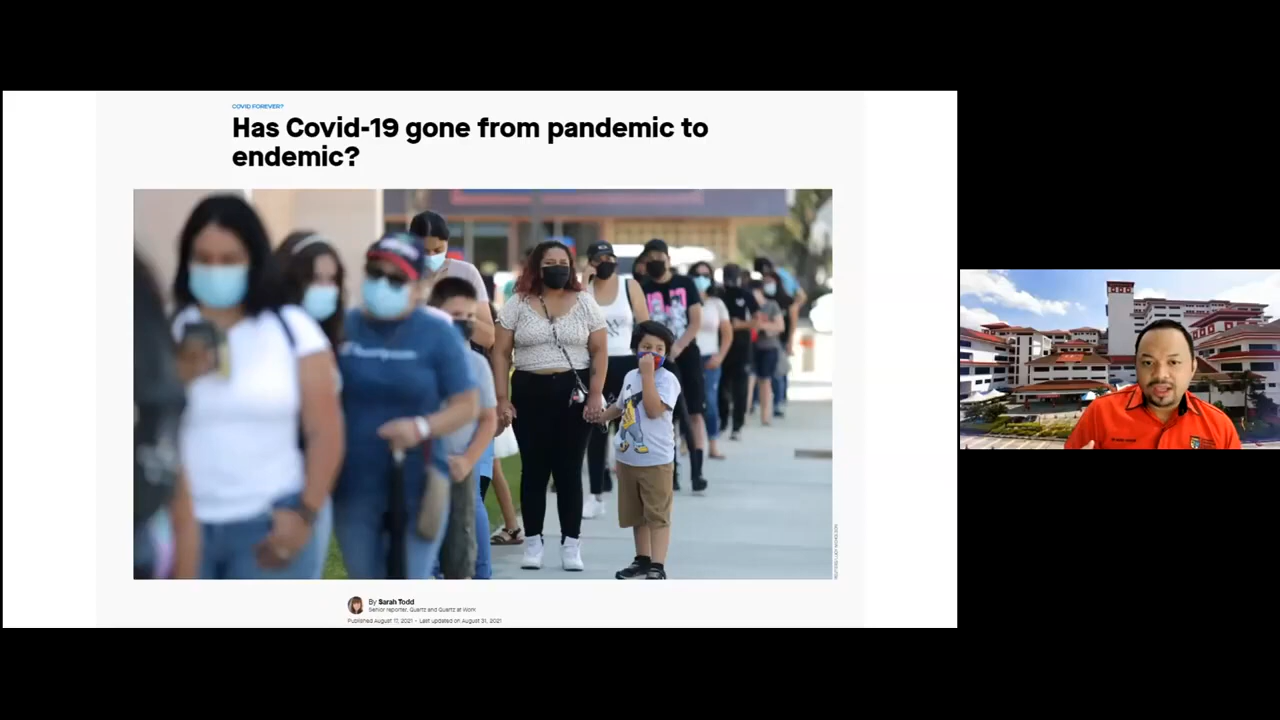 COVID FOREVER?
Has Covid-19 gone from pandemic to
endemic?
By Sarah Todd
Senior reporter, Quartz and Quartz at Work
Published August 17, 2021 - Last updated on August 31, 2021